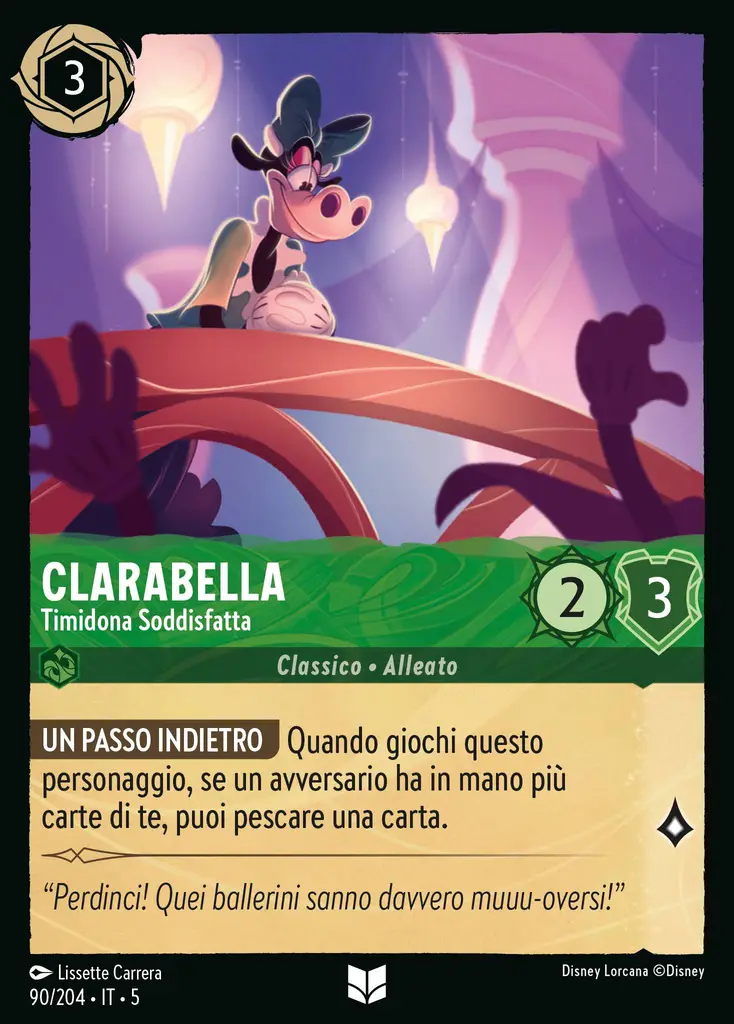 3
CLARABELLA
Timidona Soddisfatta
2
3
Classico • Alleato
UN PASSO INDIETRO Quando giochi questo
personaggio, se un avversario ha in mano più
carte di te, puoi pescare una carta.
“Perdinci! Quei ballerini sanno davvero muuu-oversi!”
Lissette Carrera
90/204 • IT • 5
Disney Lorcana ©Disney